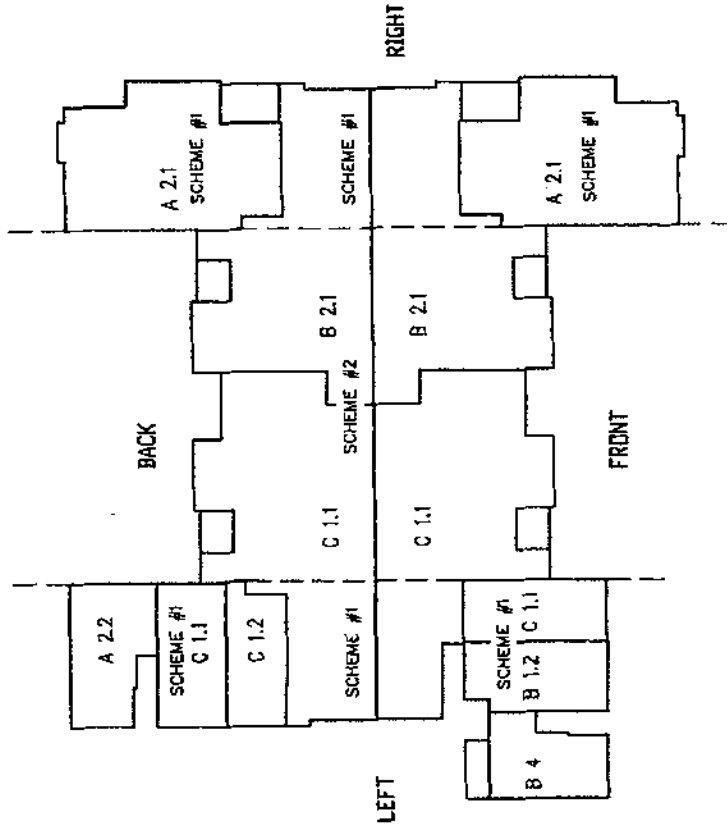 A 2.2
SCHEME #1
C 1.1
C 1.2
BACK
A 2.1
SCHEME #1
C 1.1
B 2.1
SCHEME #1
SCHEME #2
SCHEME #1
LEFT
RIGHT
C 1.1
B 2.1
SCHEME #1
B 4
B 1.2
C 1.1
A 2.1
SCHEME #1
FRONT